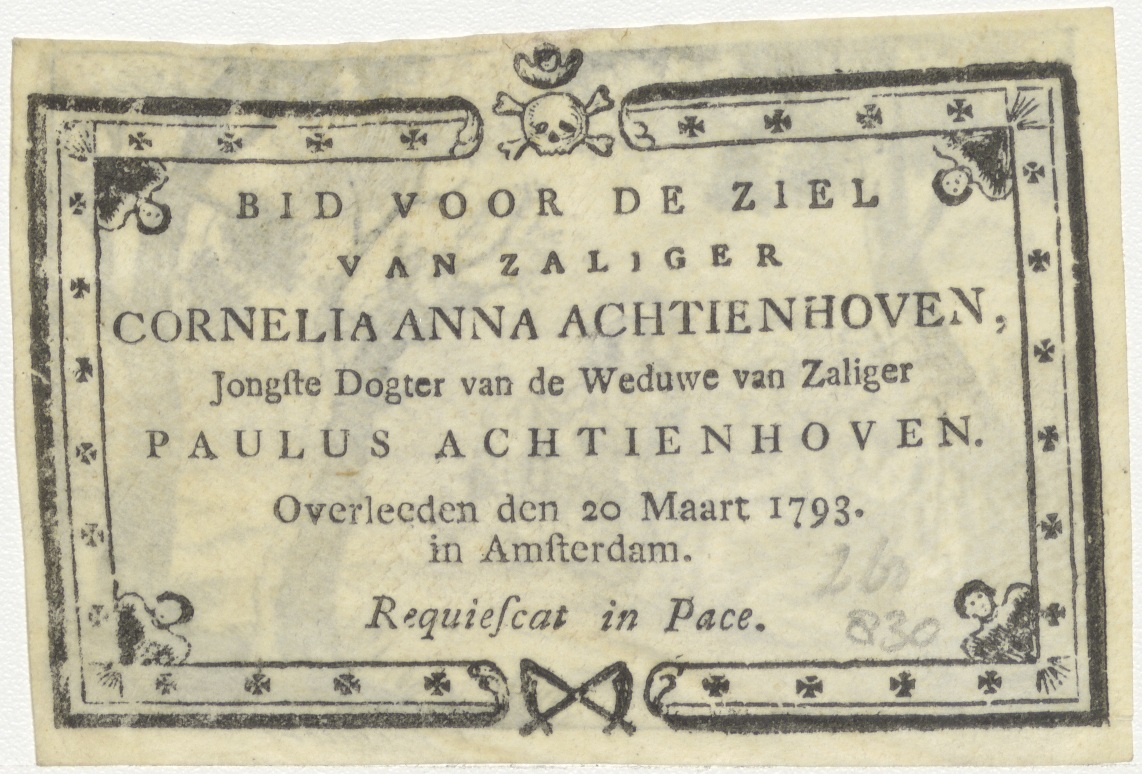 BID VOOR DE ZIEL
VAN ZALIGER
CORNELIA ANNA ACHTIENHOVEN,
Jongſte Dogter van de Weduwe van Zaliger
PAULUS ACHTIENHOVEN.
Overleeden den 20 Maart 1793.
in Amſterdam.
Requieſcat in Pace.
830